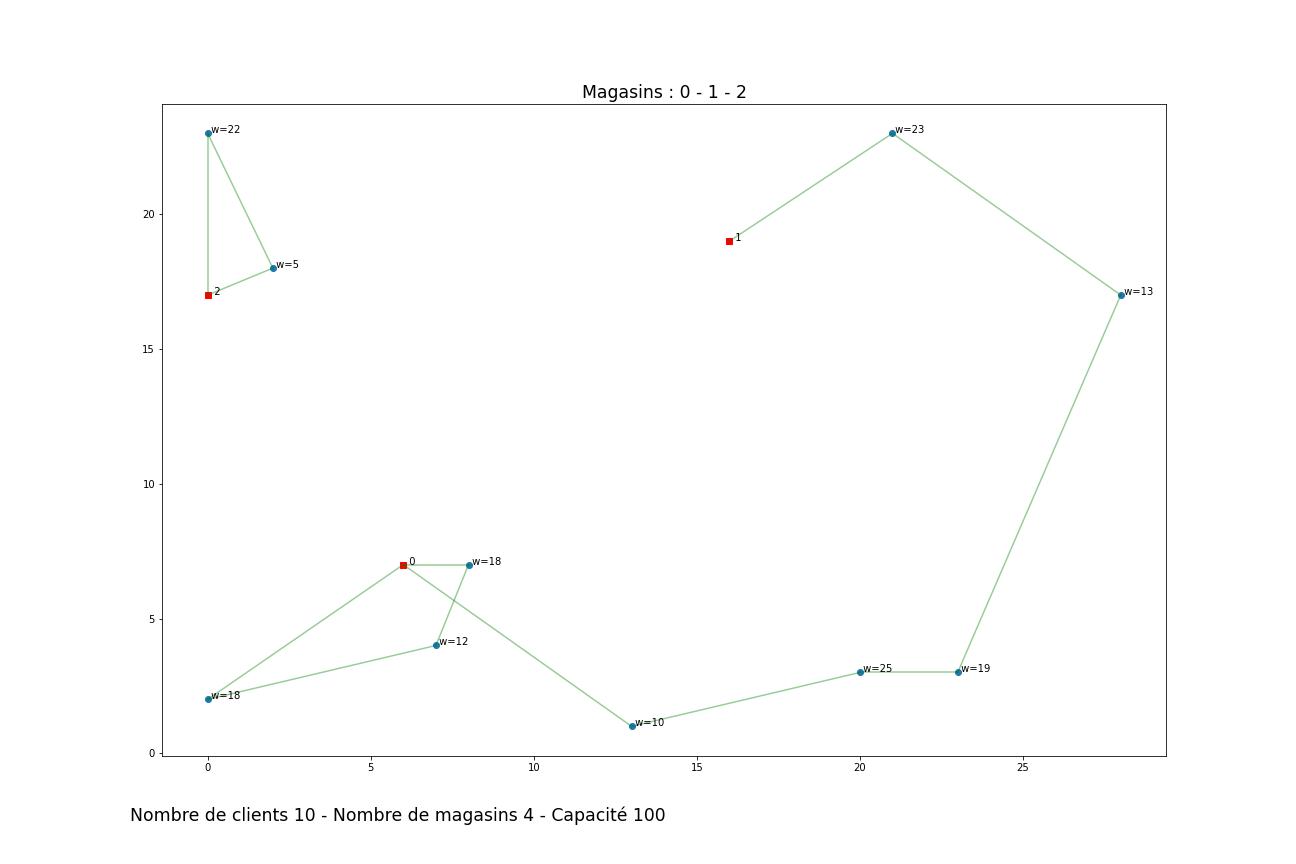 Magasins : 0 - 1 - 2
w=22
w=23
20
1
w=5
2
w=13
15
10
0
w=18
5
w=12
w=25
w=19
w=18
w=10
0
0
5
10
15
20
25
Nombre de clients 10 - Nombre de magasins 4 - Capacité 100